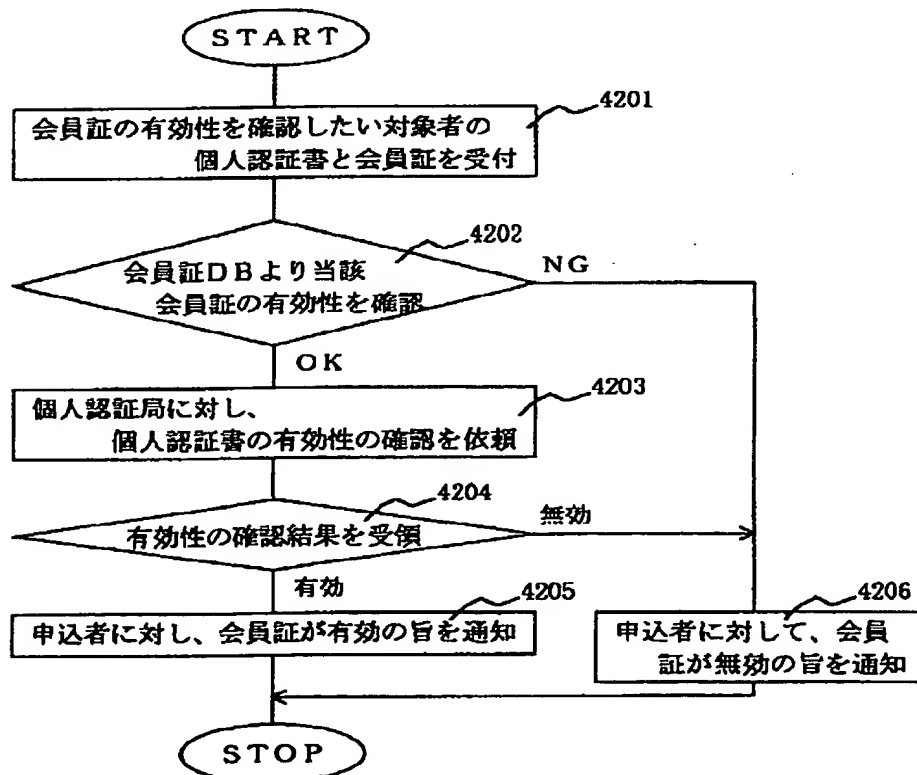 START
4201
会員証の有効性を確認したい対象者の
個人認証書と会員証を受付
4202
会員証DBより当該
会員証の有効性を確認
NG
OK
4203
個人認証局に対し、
個人認証書の有効性の確認を依頼
4204
有効性の確認結果を受領
無効
有効
4205
申込者に対し、会員証が有効の旨を通知
4206
申込者に対して、会員
証が無効の旨を通知
STOP